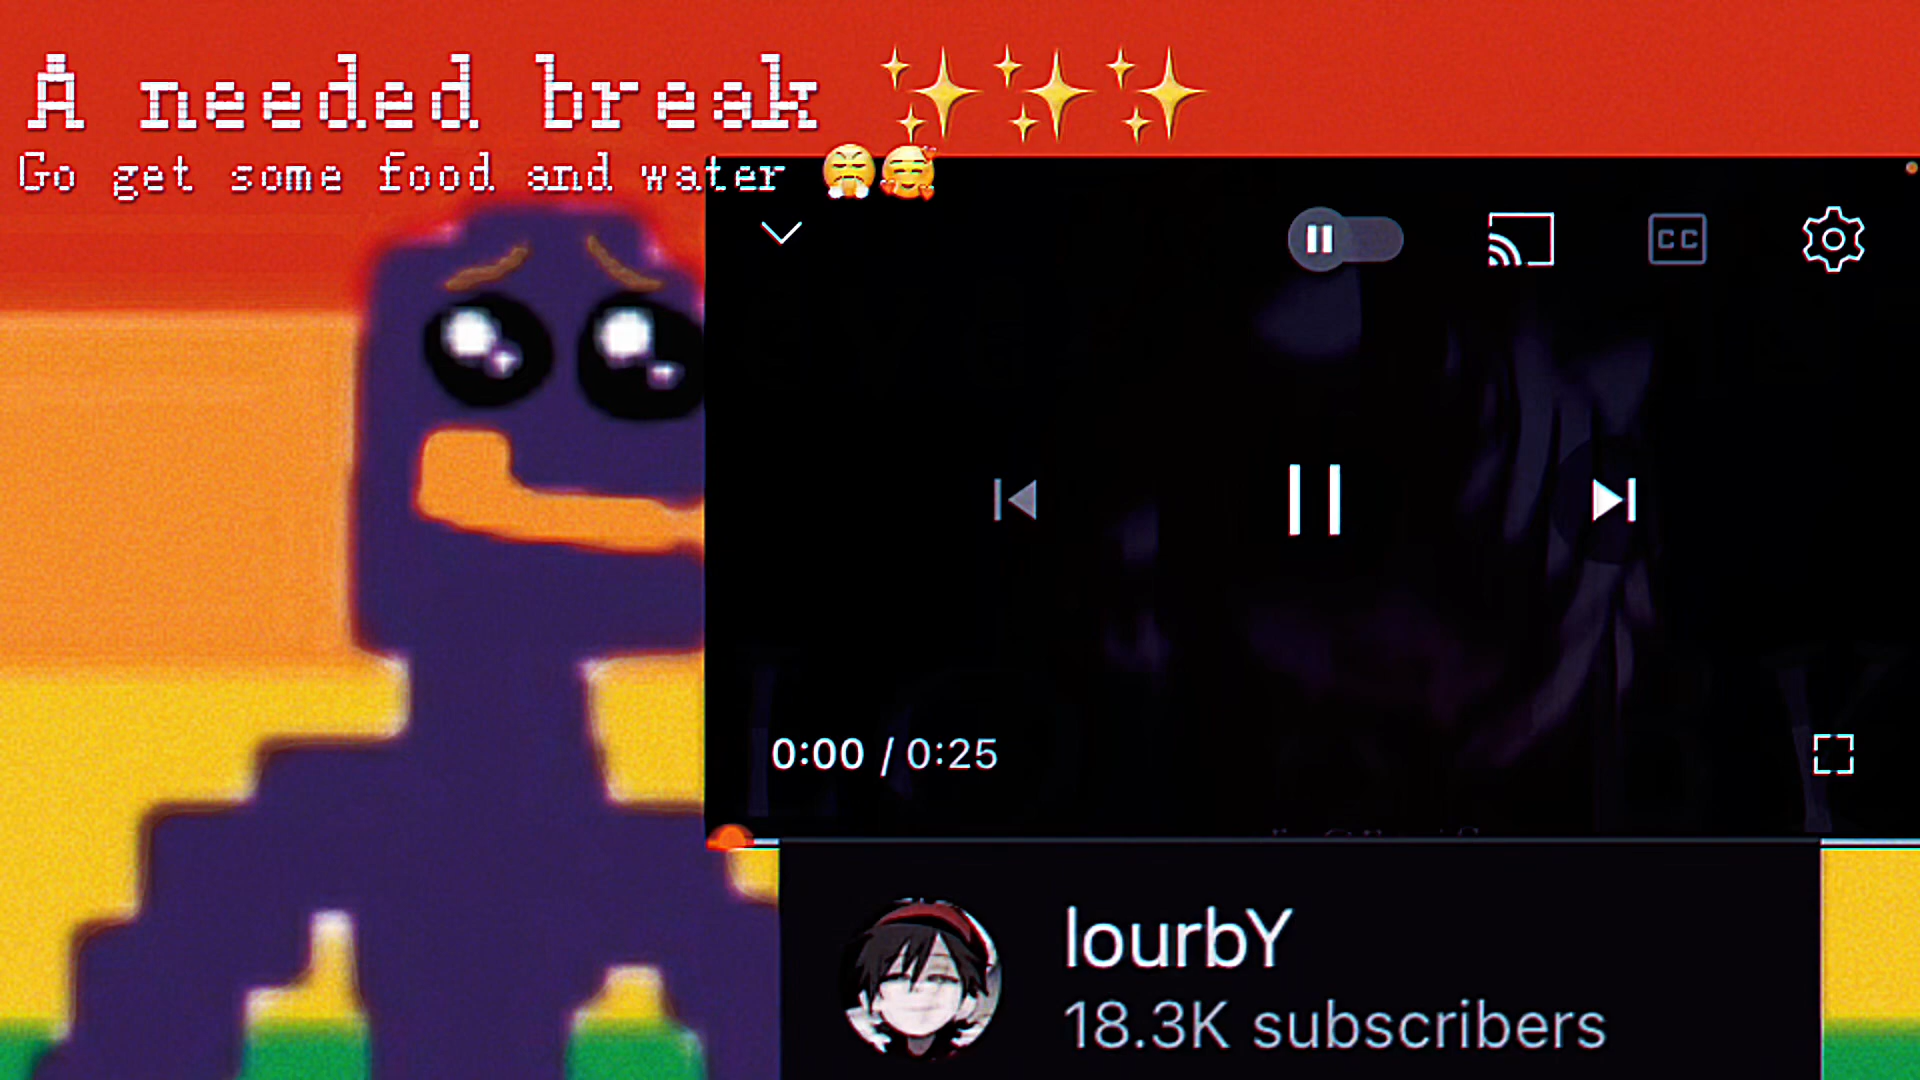 A needed break ✨✨✨
Go get some food and water 😤🥰
CC
0:00 / 0:25
lourbY
18.3K subscribers